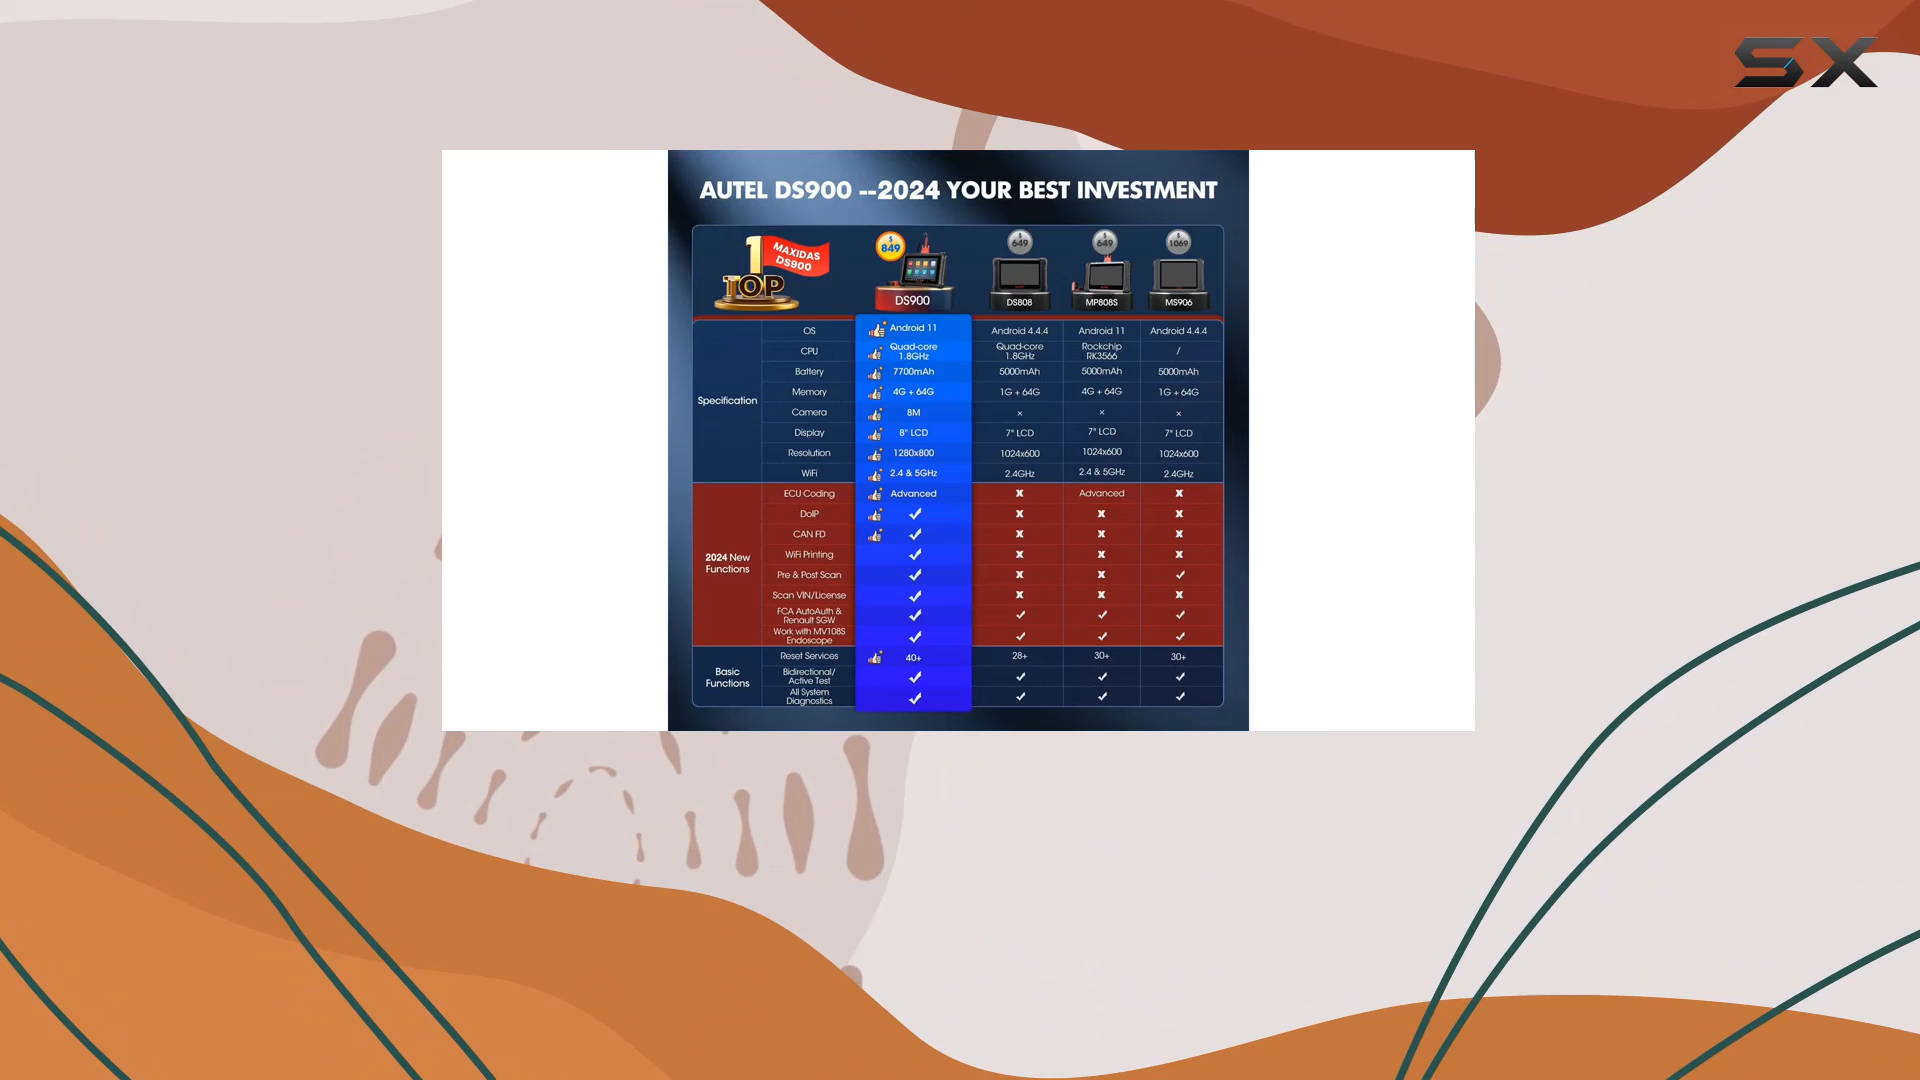 SX
AUTEL DS900 --2024 YOUR BEST INVESTMENT
1 TOP
MAXIDAS DS900
$ 849 $ 649 $ 649 $ 1069
DS900 DS808 MP808S MS906
Specification
OS Android 11 Android 4.4.4 Android 11 Android 4.4.4
CPU Quad-core 1.8GHz Quad-core 1.8GHz Rockchip RK3566 /
Battery 7700mAh 5000mAh 5000mAh 5000mAh
Memory 4G + 64G 1G + 64G 4G + 64G 1G + 64G
Camera 8M × × ×
Display 8" LCD 7" LCD 7" LCD 7" LCD
Resolution 1280x800 1024x600 1024x600 1024x600
WiFi 2.4 & 5GHz 2.4GHz 2.4 & 5GHz 2.4GHz
2024 New Functions
ECU Coding Advanced X Advanced X
DoIP ✓ X X X
CAN FD ✓ X X X
WiFi Printing ✓ X X X
Pre & Post Scan ✓ X X ✓
Scan VIN/License ✓ X X X
FCA AutoAuth & Renault SGW ✓ ✓ ✓ ✓
Work with MV108S Endoscope ✓ ✓ ✓ ✓
Basic Functions
Reset Services 40+ 28+ 30+ 30+
Bidirectional/ Active Test ✓ ✓ ✓ ✓
All System Diagnostics ✓ ✓ ✓ ✓